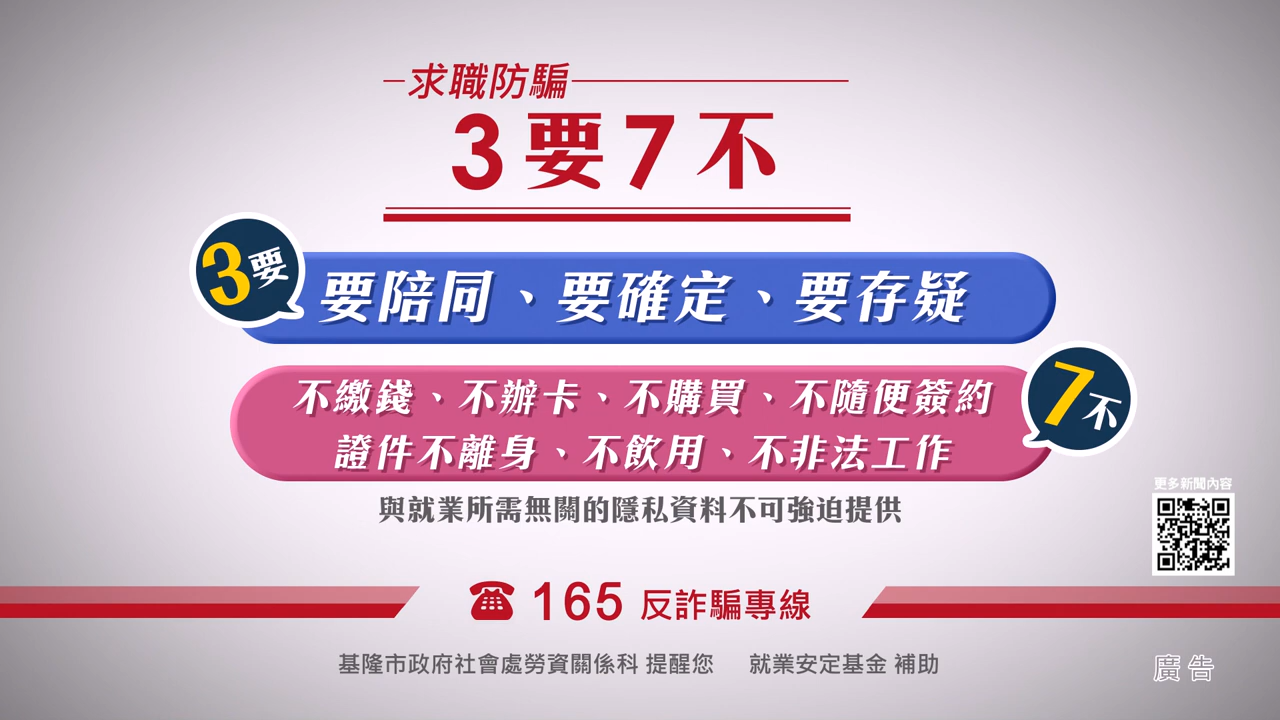 求職防騙
3要7不
3要
要陪同、要確定、要存疑
不繳錢、不辦卡、不購買、不隨便簽約
證件不離身、不飲用、不非法工作
7不
與就業所需無關的隱私資料不可強迫提供
更多新聞內容
165 反詐騙專線
基隆市政府社會處勞資關係科 提醒您 就業安定基金 補助
廣告